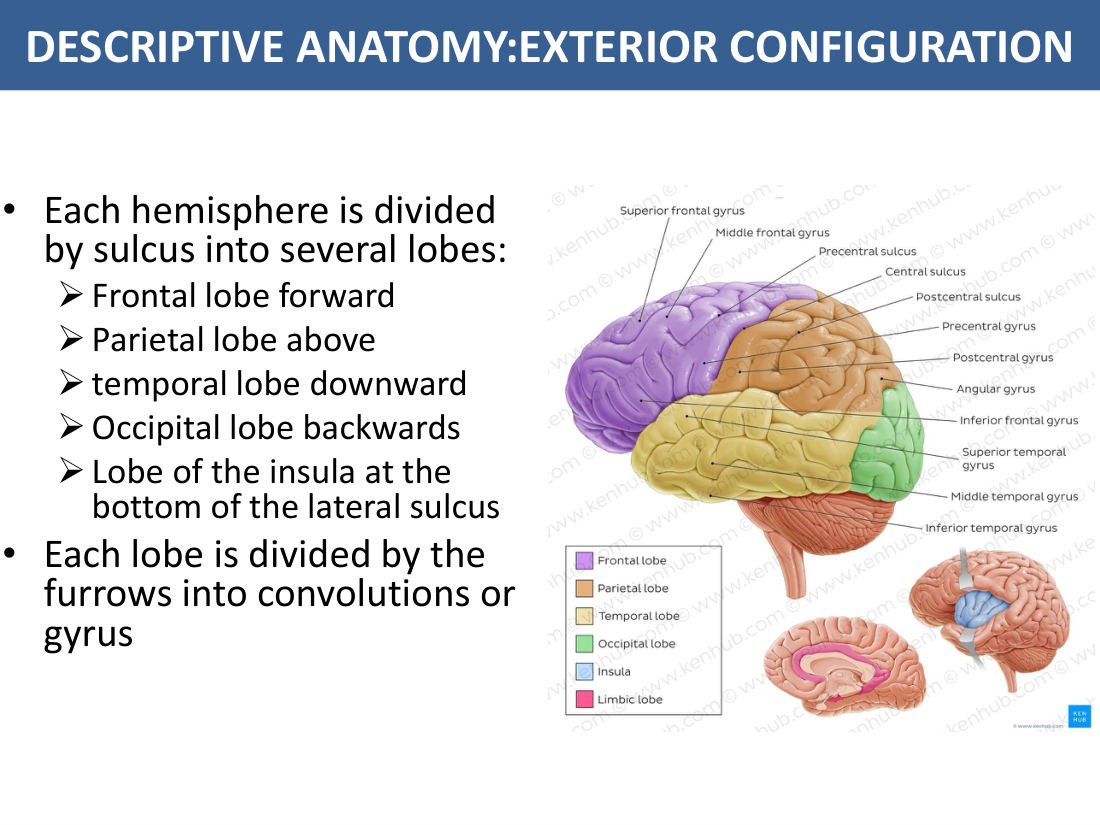 DESCRIPTIVE ANATOMY:EXTERIOR CONFIGURATION
• Each hemisphere is divided
by sulcus into several lobes:
➢ Frontal lobe forward
➢ Parietal lobe above
➢ temporal lobe downward
➢ Occipital lobe backwards
➢ Lobe of the insula at the
bottom of the lateral sulcus
• Each lobe is divided by the
furrows into convolutions or
gyrus
Superior frontal gyrus
Middle frontal gyrus
Precentral sulcus
Central sulcus
Postcentral sulcus
Precentral gyrus
Postcentral gyrus
Angular gyrus
Inferior frontal gyrus
Superior temporal
gyrus
Middle temporal gyrus
Inferior temporal gyrus
Frontal lobe
Parietal lobe
Temporal lobe
Occipital lobe
Insula
Limbic lobe
© www.kenhub.com
KEN
HUB